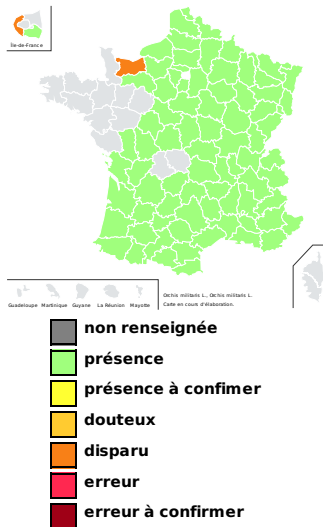 Île-de-France
Guadeloupe Martinique Guyane La Réunion Mayotte
Orchis militaris L., Orchis militaris L.
Carte en cours d'élaboration.
non renseignée
présence
présence à confimer
douteux
disparu
erreur
erreur à confirmer